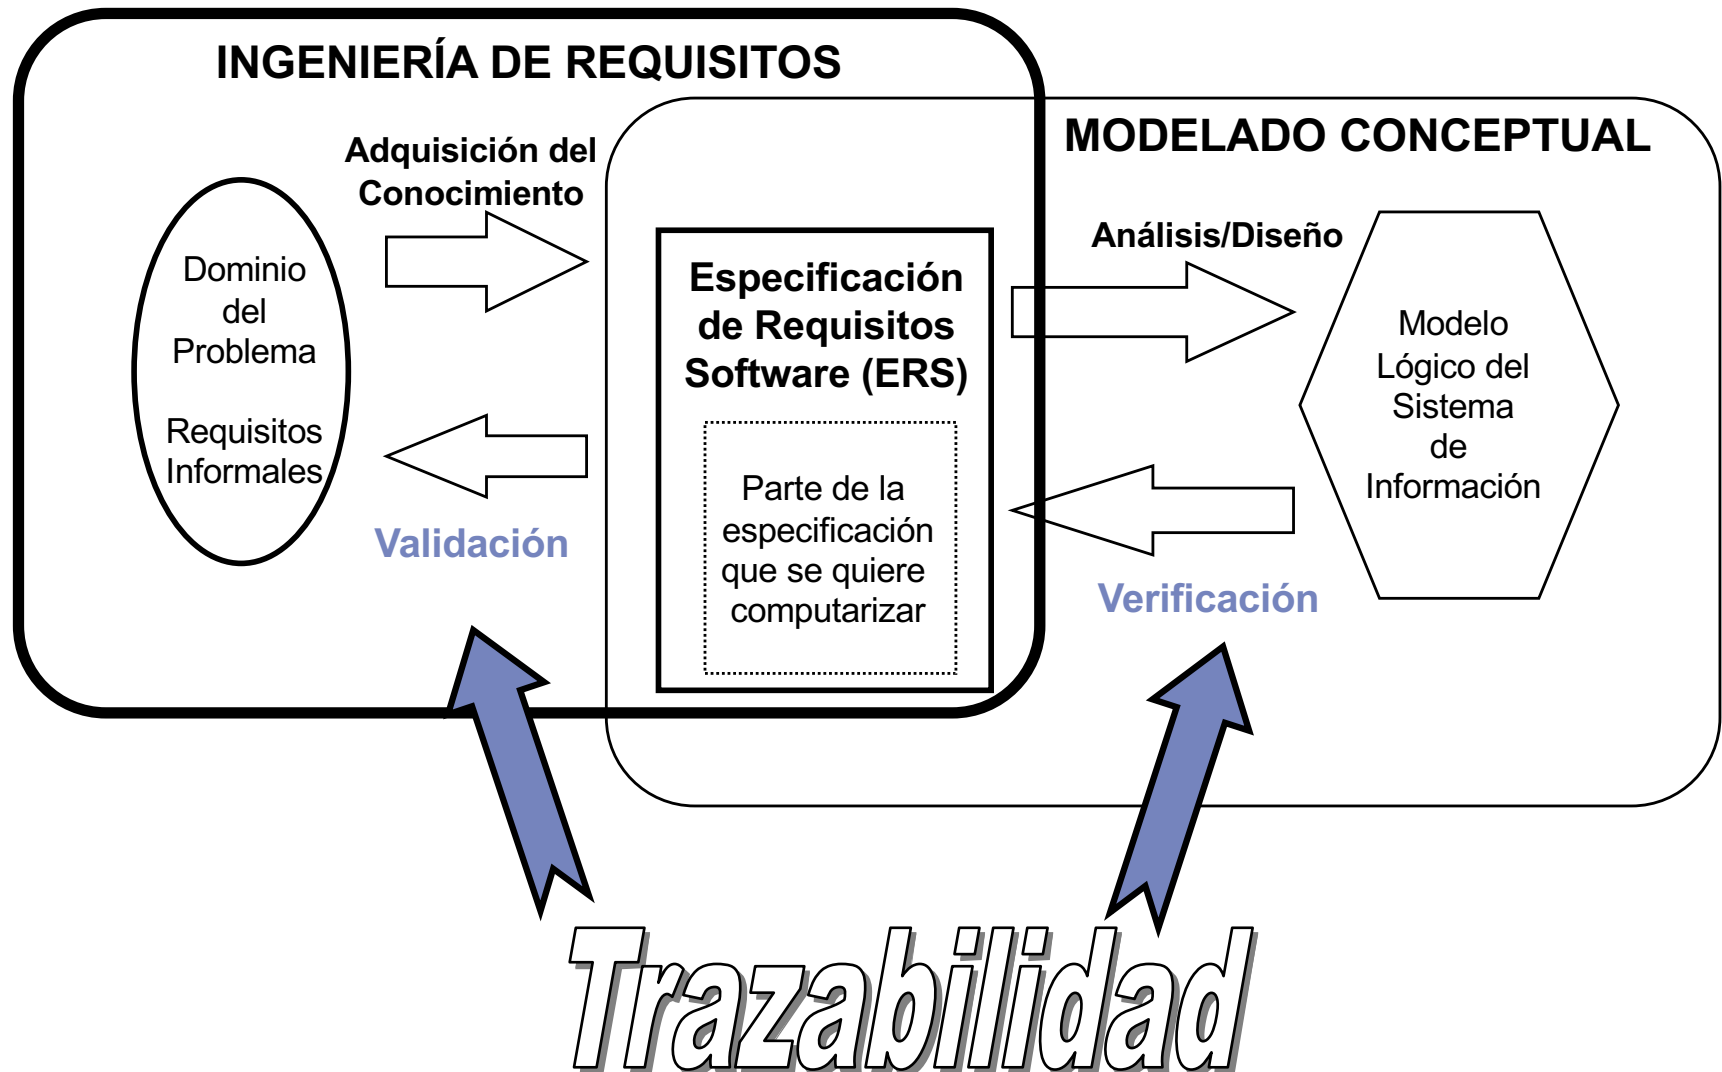 INGENIERÍA DE REQUISITOS
MODELADO CONCEPTUAL
Adquisición del
Conocimiento
Dominio
del
Problema
Requisitos
Informales
Validación
Especificación
de Requisitos
Software (ERS)
Parte de la
especificación
que se quiere
computarizar
Análisis/Diseño
Verificación
Modelo
Lógico del
Sistema
de
Información
Trazabilidad